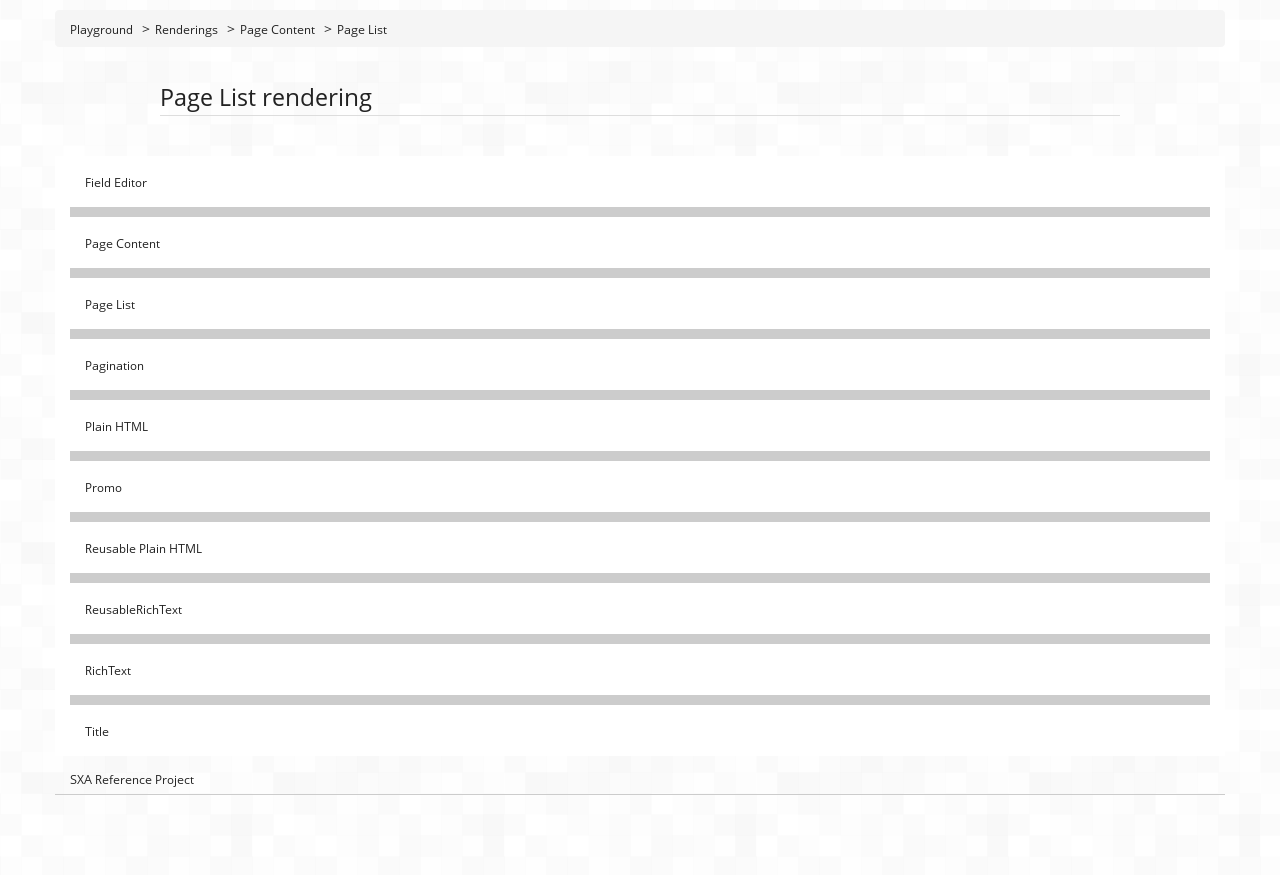 Playground > Renderings > Page Content > Page List
Page List rendering
Field Editor
Page Content
Page List
Pagination
Plain HTML
Promo
Reusable Plain HTML
ReusableRichText
RichText
Title
SXA Reference Project